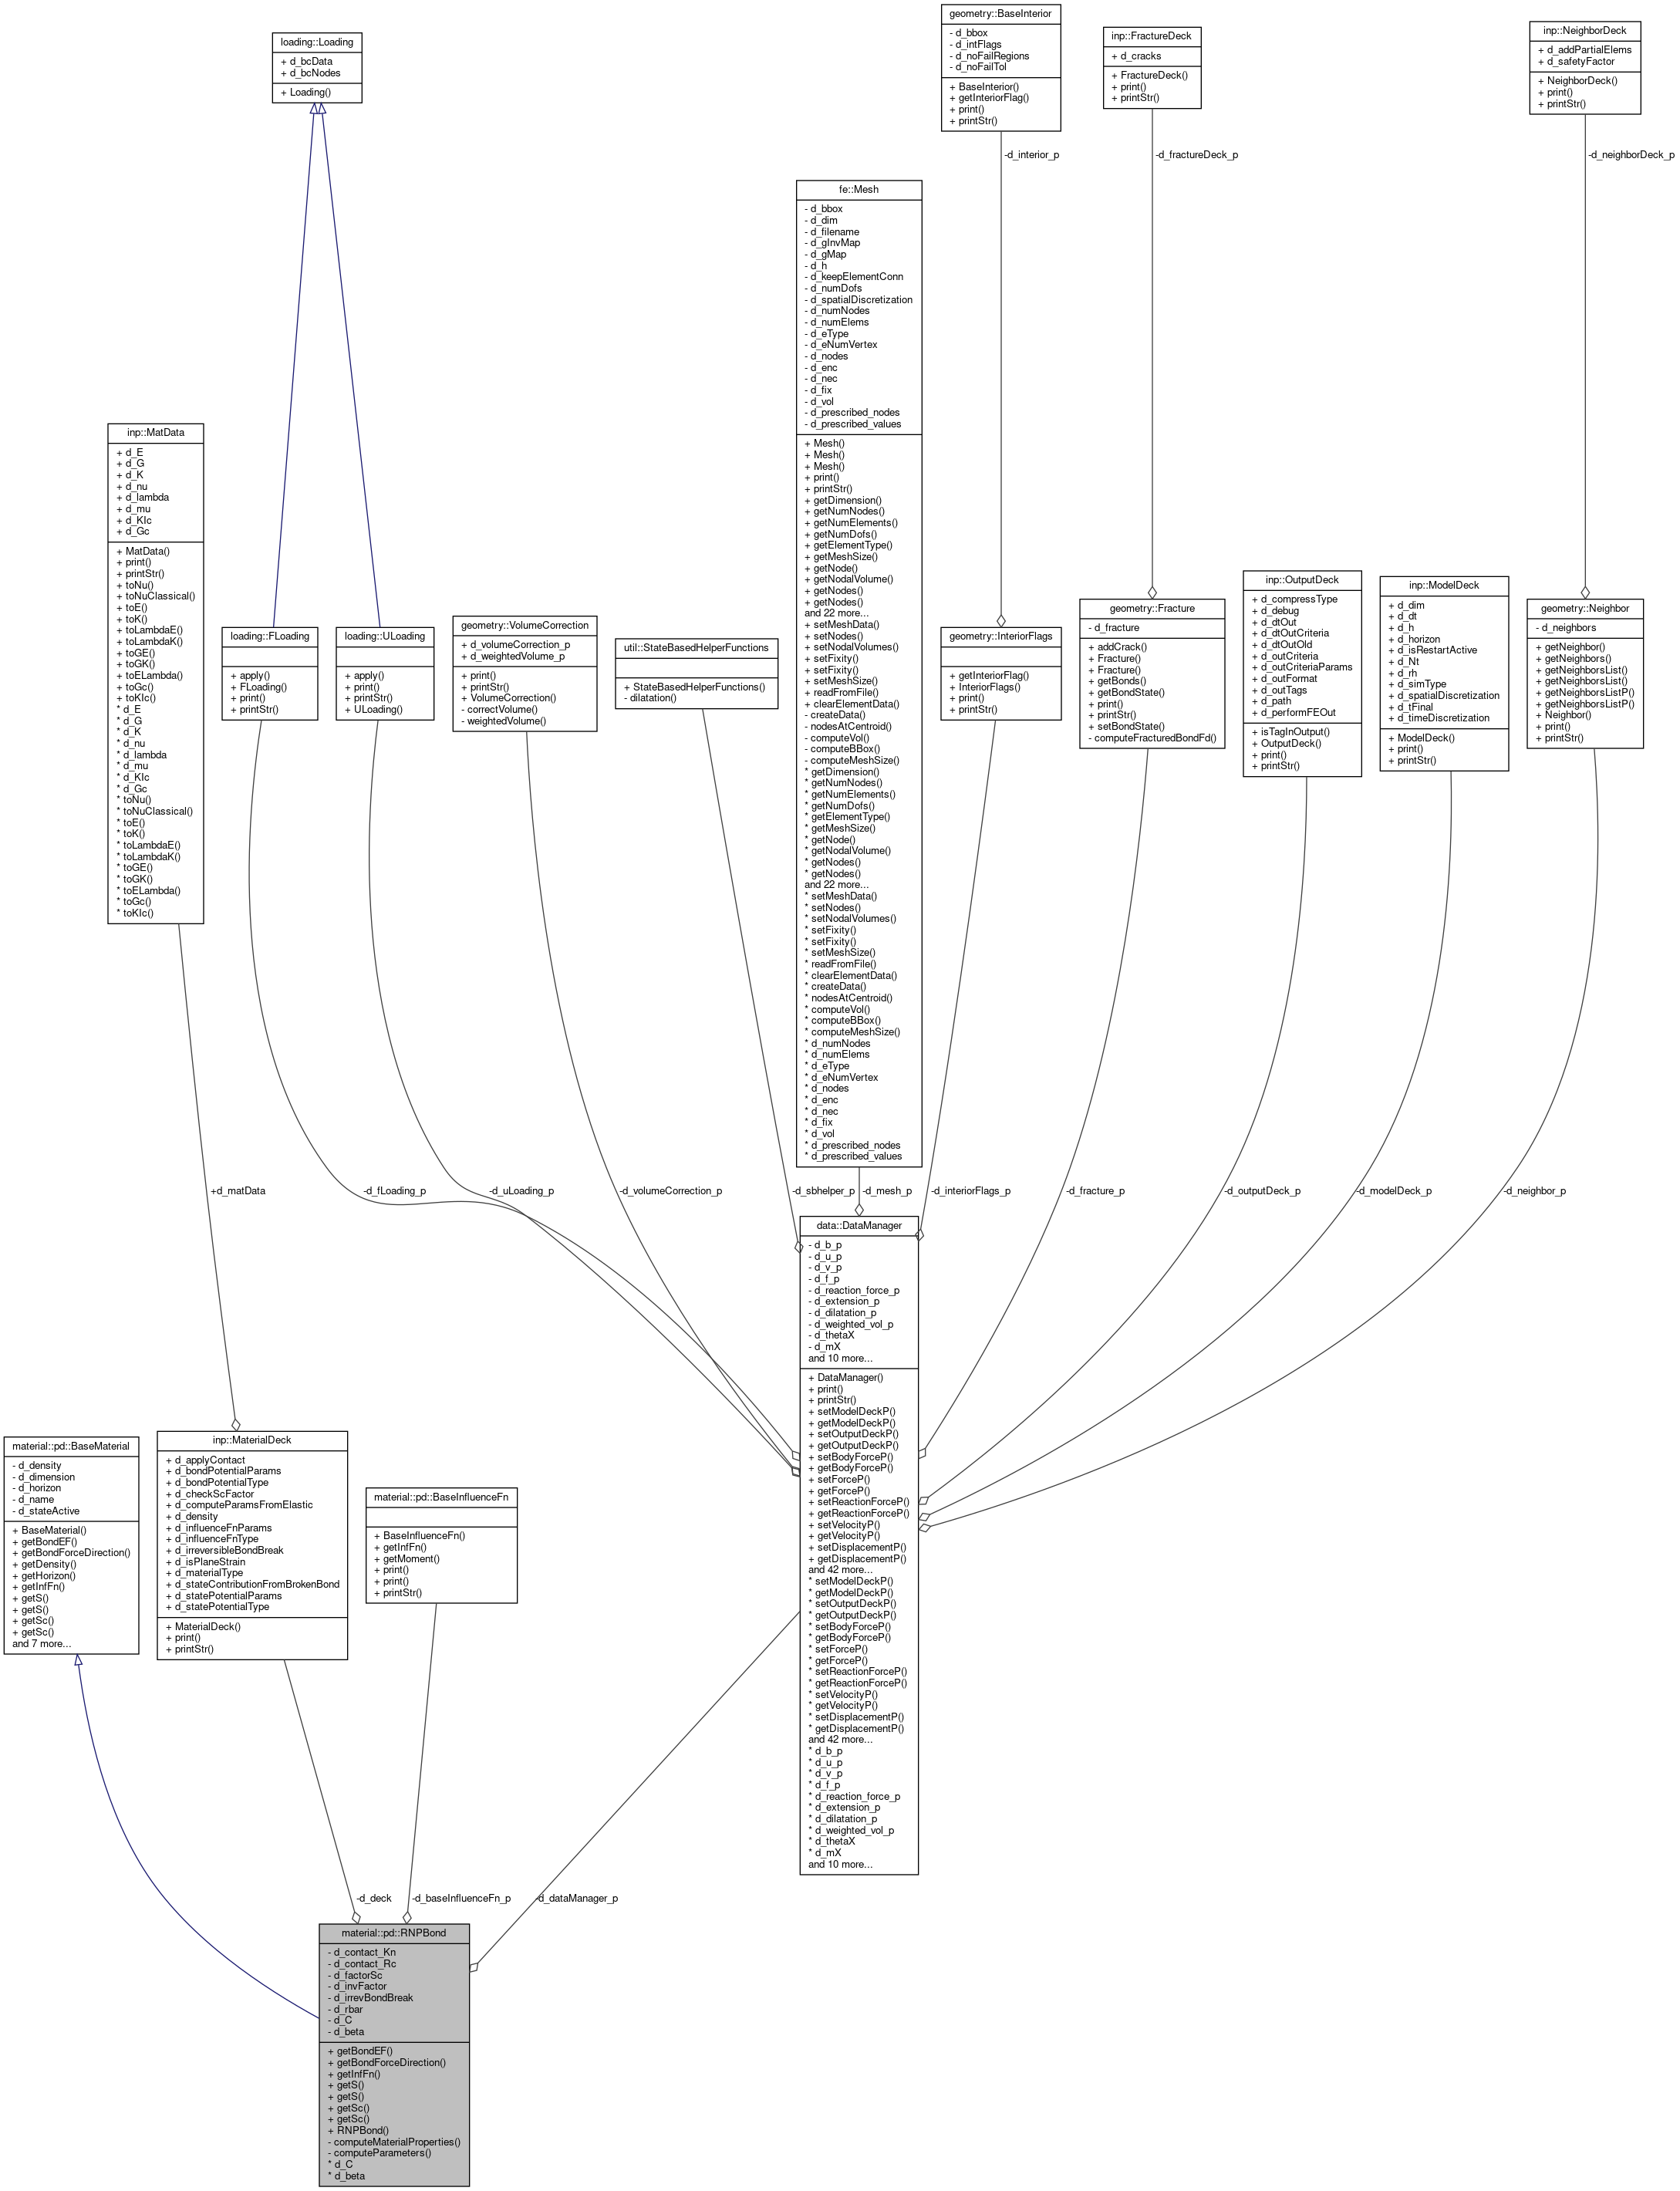 geometry::BaseInterior
- d_bbox
- d_intFlags
- d_noFailRegions
- d_noFailTol
+ BaseInterior()
+ getInteriorFlag()
+ print()
+ printStr()
inp::FractureDeck
+ d_cracks
+ FractureDeck()
+ print()
+ printStr()
inp::NeighborDeck
+ d_addPartialElems
+ d_safetyFactor
+ NeighborDeck()
+ print()
+ printStr()
loading::Loading
+ d_bcData
+ d_bcNodes
+ Loading()
-d_interior_p
-d_fractureDeck_p
-d_neighborDeck_p
fe::Mesh
- d_bbox
- d_dim
- d_filename
- d_gInvMap
- d_gMap
- d_h
- d_keepElementConn
- d_numDofs
- d_spatialDiscretization
- d_numNodes
- d_numElems
- d_eType
- d_eNumVertex
- d_nodes
- d_enc
- d_nec
- d_fix
- d_vol
- d_prescribed_nodes
- d_prescribed_values
+ Mesh()
+ Mesh()
+ Mesh()
+ print()
+ printStr()
+ getDimension()
+ getNumNodes()
+ getNumElements()
+ getNumDofs()
+ getElementType()
+ getMeshSize()
+ getNode()
+ getNodalVolume()
+ getNodes()
+ getNodes()
and 22 more...
+ setMeshData()
+ setNodes()
+ setNodalVolumes()
+ setFixity()
+ setFixity()
+ setMeshSize()
+ readFromFile()
+ clearElementData()
- createData()
- nodesAtCentroid()
- computeVol()
- computeBBox()
- computeMeshSize()
* getDimension()
* getNumNodes()
* getNumElements()
* getNumDofs()
* getElementType()
* getMeshSize()
* getNode()
* getNodalVolume()
* getNodes()
* getNodes()
and 22 more...
* setMeshData()
* setNodes()
* setNodalVolumes()
* setFixity()
* setFixity()
* setMeshSize()
* readFromFile()
* clearElementData()
* createData()
* nodesAtCentroid()
* computeVol()
* computeBBox()
* computeMeshSize()
* d_numNodes
* d_numElems
* d_eType
* d_eNumVertex
* d_nodes
* d_enc
* d_nec
* d_fix
* d_vol
* d_prescribed_nodes
* d_prescribed_values
inp::MatData
+ d_E
+ d_G
+ d_K
+ d_nu
+ d_lambda
+ d_mu
+ d_KIc
+ d_Gc
+ MatData()
+ print()
+ printStr()
+ toNu()
+ toNuClassical()
+ toE()
+ toK()
+ toLambdaE()
+ toLambdaK()
+ toGE()
+ toGK()
+ toELambda()
+ toGc()
+ toKIc()
* d_E
* d_G
* d_K
* d_nu
* d_lambda
* d_mu
* d_KIc
* d_Gc
* toNu()
* toNuClassical()
* toE()
* toK()
* toLambdaE()
* toLambdaK()
* toGE()
* toGK()
* toELambda()
* toGc()
* toKIc()
loading::FLoading
+ apply()
+ FLoading()
+ print()
+ printStr()
loading::ULoading
+ apply()
+ print()
+ printStr()
+ ULoading()
geometry::VolumeCorrection
+ d_volumeCorrection_p
+ d_weightedVolume_p
+ print()
+ printStr()
+ VolumeCorrection()
- correctVolume()
- weightedVolume()
util::StateBasedHelperFunctions
+ StateBasedHelperFunctions()
- dilatation()
geometry::InteriorFlags
+ getInteriorFlag()
+ InteriorFlags()
+ print()
+ printStr()
geometry::Fracture
- d_fracture
+ addCrack()
+ Fracture()
+ Fracture()
+ getBonds()
+ getBondState()
+ print()
+ printStr()
+ setBondState()
- computeFracturedBondFd()
inp::OutputDeck
+ d_compressType
+ d_debug
+ d_dtOut
+ d_dtOutCriteria
+ d_dtOutOld
+ d_outCriteria
+ d_outCriteriaParams
+ d_outFormat
+ d_outTags
+ d_path
+ d_performFEOut
+ isTagInOutput()
+ OutputDeck()
+ print()
+ printStr()
inp::ModelDeck
+ d_dim
+ d_dt
+ d_h
+ d_horizon
+ d_isRestartActive
+ d_Nt
+ d_rh
+ d_simType
+ d_spatialDiscretization
+ d_tFinal
+ d_timeDiscretization
+ ModelDeck()
+ print()
+ printStr()
geometry::Neighbor
- d_neighbors
+ getNeighbor()
+ getNeighbors()
+ getNeighborsList()
+ getNeighborsList()
+ getNeighborsListP()
+ getNeighborsListP()
+ Neighbor()
+ print()
+ printStr()
+d_matData
-d_fLoading_p
-d_uLoading_p
-d_volumeCorrection_p
-d_sbhelper_p
-d_mesh_p
-d_interiorFlags_p
-d_fracture_p
-d_outputDeck_p
-d_modelDeck_p
-d_neighbor_p
data::DataManager
- d_b_p
- d_u_p
- d_v_p
- d_f_p
- d_reaction_force_p
- d_extension_p
- d_dilatation_p
- d_weighted_vol_p
- d_thetaX
- d_mX
and 10 more...
+ DataManager()
+ print()
+ printStr()
+ setModelDeckP()
+ getModelDeckP()
+ setOutputDeckP()
+ getOutputDeckP()
+ setBodyForceP()
+ getBodyForceP()
+ setForceP()
+ getForceP()
+ setReactionForceP()
+ getReactionForceP()
+ setVelocityP()
+ getVelocityP()
+ setDisplacementP()
+ getDisplacementP()
and 42 more...
* setModelDeckP()
* getModelDeckP()
* setOutputDeckP()
* getOutputDeckP()
* setBodyForceP()
* getBodyForceP()
* setForceP()
* getForceP()
* setReactionForceP()
* getReactionForceP()
* setVelocityP()
* getVelocityP()
* setDisplacementP()
* getDisplacementP()
and 42 more...
* d_b_p
* d_u_p
* d_v_p
* d_f_p
* d_reaction_force_p
* d_extension_p
* d_dilatation_p
* d_weighted_vol_p
* d_thetaX
* d_mX
and 10 more...
material::pd::BaseMaterial
- d_density
- d_dimension
- d_horizon
- d_name
- d_stateActive
+ BaseMaterial()
+ getBondEF()
+ getBondForceDirection()
+ getDensity()
+ getHorizon()
+ getInfFn()
+ getS()
+ getS()
+ getSc()
+ getSc()
and 7 more...
inp::MaterialDeck
+ d_applyContact
+ d_bondPotentialParams
+ d_bondPotentialType
+ d_checkScFactor
+ d_computeParamsFromElastic
+ d_density
+ d_influenceFnParams
+ d_influenceFnType
+ d_irreversibleBondBreak
+ d_isPlaneStrain
+ d_materialType
+ d_stateContributionFromBrokenBond
+ d_statePotentialParams
+ d_statePotentialType
+ MaterialDeck()
+ print()
+ printStr()
material::pd::BaseInfluenceFn
+ BaseInfluenceFn()
+ getInfFn()
+ getMoment()
+ print()
+ print()
+ printStr()
-d_deck
-d_baseInfluenceFn_p
-d_dataManager_p
material::pd::RNPBond
- d_contact_Kn
- d_contact_Rc
- d_factorSc
- d_invFactor
- d_irrevBondBreak
- d_rbar
- d_C
- d_beta
+ getBondEF()
+ getBondForceDirection()
+ getInfFn()
+ getS()
+ getS()
+ getSc()
+ getSc()
+ RNPBond()
- computeMaterialProperties()
- computeParameters()
* d_C
* d_beta